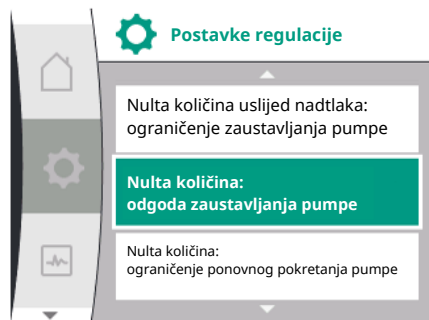 Postavke regulacije
Nulta količina uslijed nadtlaka:
ograničenje zaustavljanja pumpe
Nulta količina:
odgoda zaustavljanja pumpe
Nulta količina:
ograničenje ponovnog pokretanja pumpe